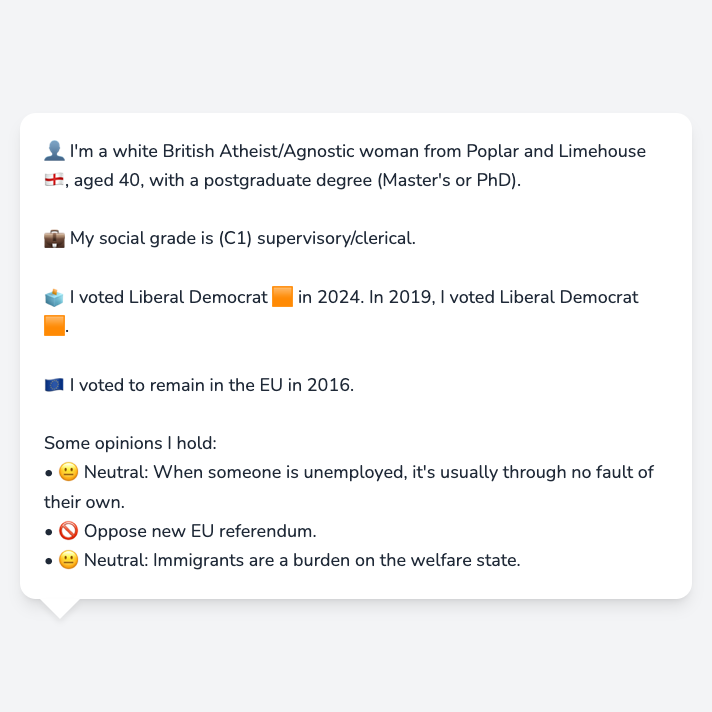 👤 I'm a white British Atheist/Agnostic woman from Poplar and Limehouse
🏴󠁧󠁢󠁥󠁮󠁧󠁿, aged 40, with a postgraduate degree (Master's or PhD).
💼 My social grade is (C1) supervisory/clerical.
🗳️ I voted Liberal Democrat 🟧 in 2024. In 2019, I voted Liberal Democrat
🟧.
🇪🇺 I voted to remain in the EU in 2016.
Some opinions I hold:
• 😐 Neutral: When someone is unemployed, it's usually through no fault of
their own.
• 🚫 Oppose new EU referendum.
• 😐 Neutral: Immigrants are a burden on the welfare state.